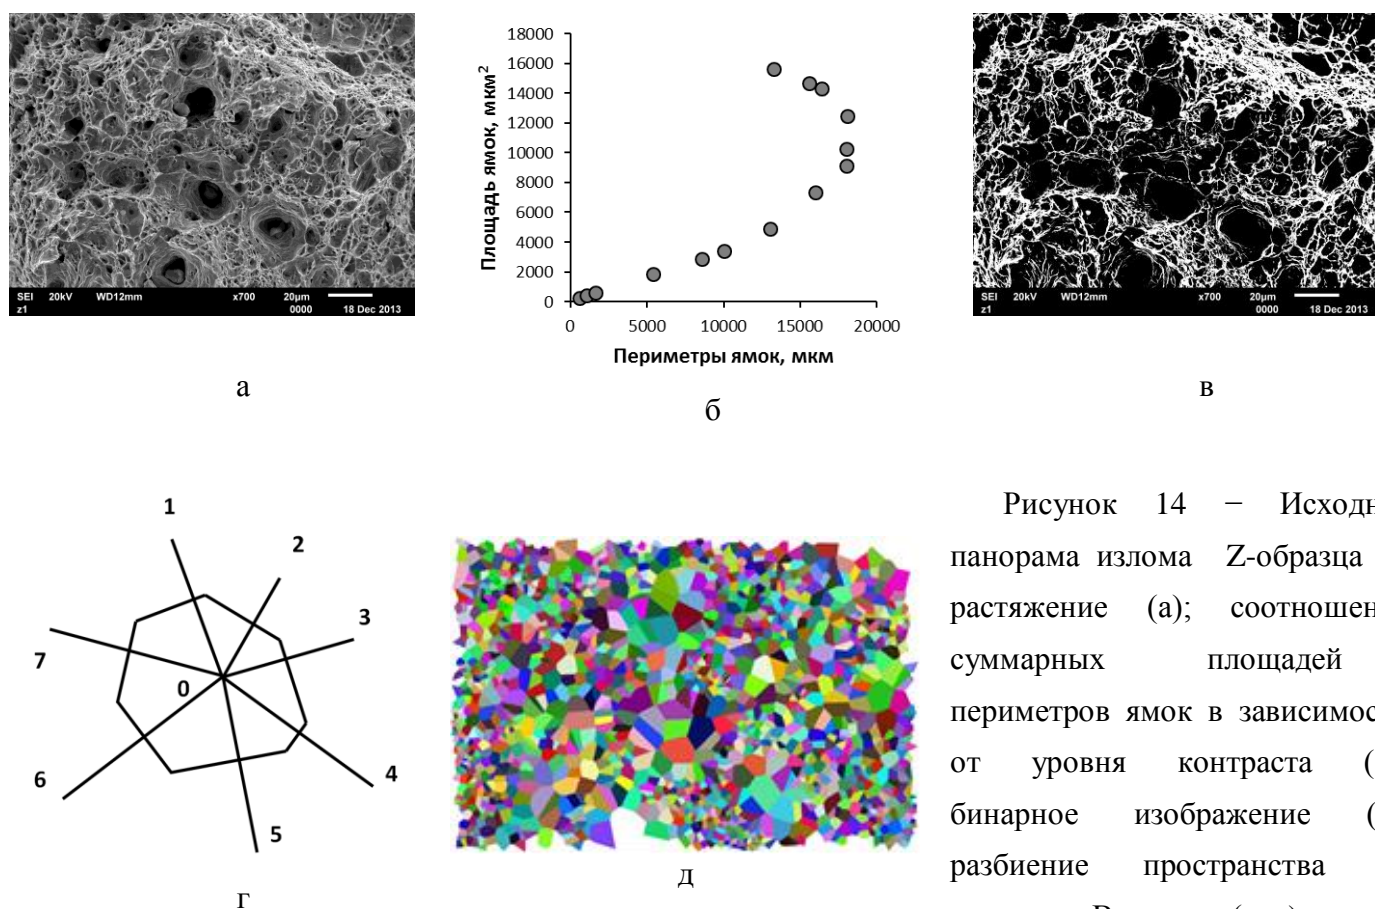 SEI 20kV WD12mm x700 20µm
z1 0000 18 Dec 2013
а
Площадь ямок, мкм²
18000
16000
14000
12000
10000
8000
6000
4000
2000
0
0 5000 10000 15000 20000
Периметры ямок, мкм
б
SEI 20kV WD12mm x700 20µm
z1 0000 18 Dec 2013
в
1
2
3
7
0
6
4
5
г
д
Рисунок 14 − Исходн
панорама излома Z-образца
растяжение (а); соотношен
суммарных площадей
периметров ямок в зависимос
от уровня контраста (
бинарное изображение (
разбиение пространства